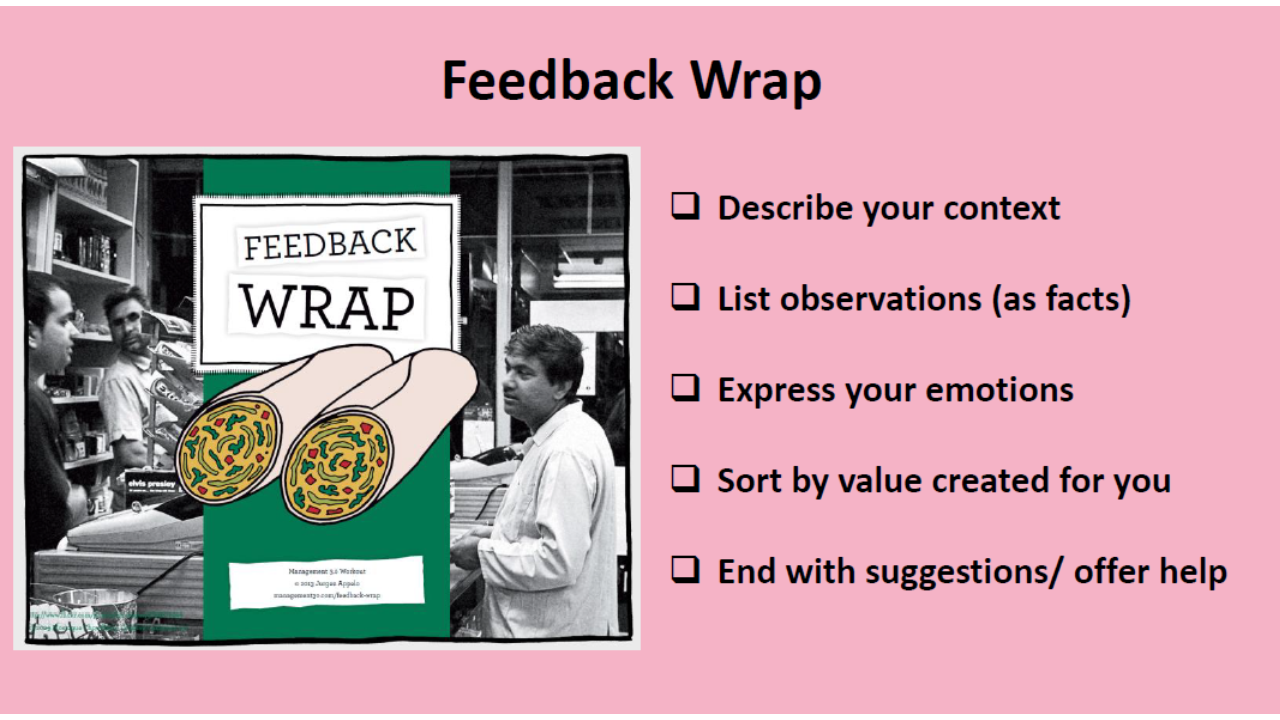 Feedback Wrap
FEEDBACK
WRAP
elvis presley
Management 3.0 Workout
© 2013 Jurgen Appelo
management30.com/feedback-wrap
Describe your context
List observations (as facts)
Express your emotions
Sort by value created for you
End with suggestions/ offer help